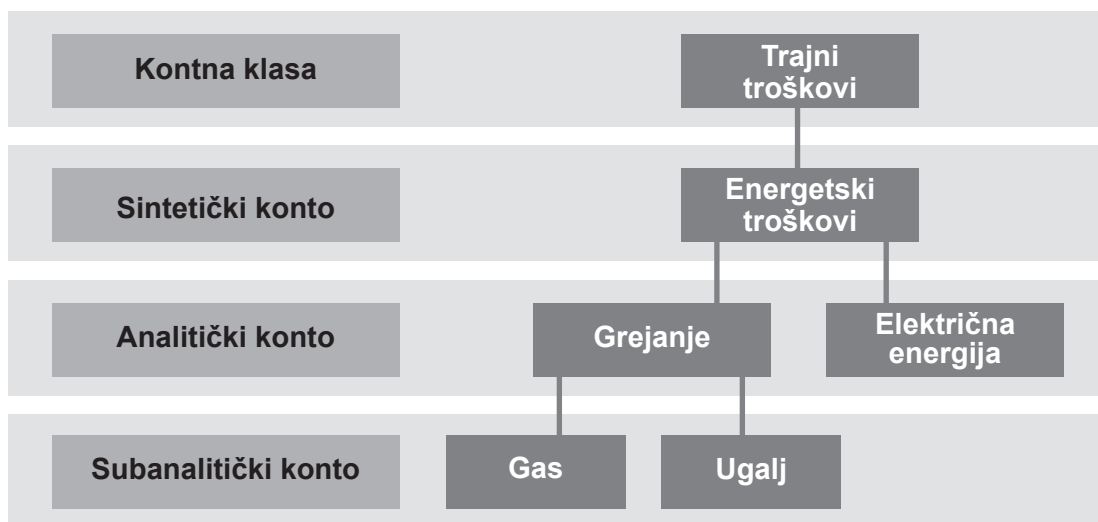 Kontna klasa
Trajni
troškovi
Sintetički konto
Energetski
troškovi
Analitički konto
Grejanje
Električna
energija
Subanalitički konto
Gas
Ugalj